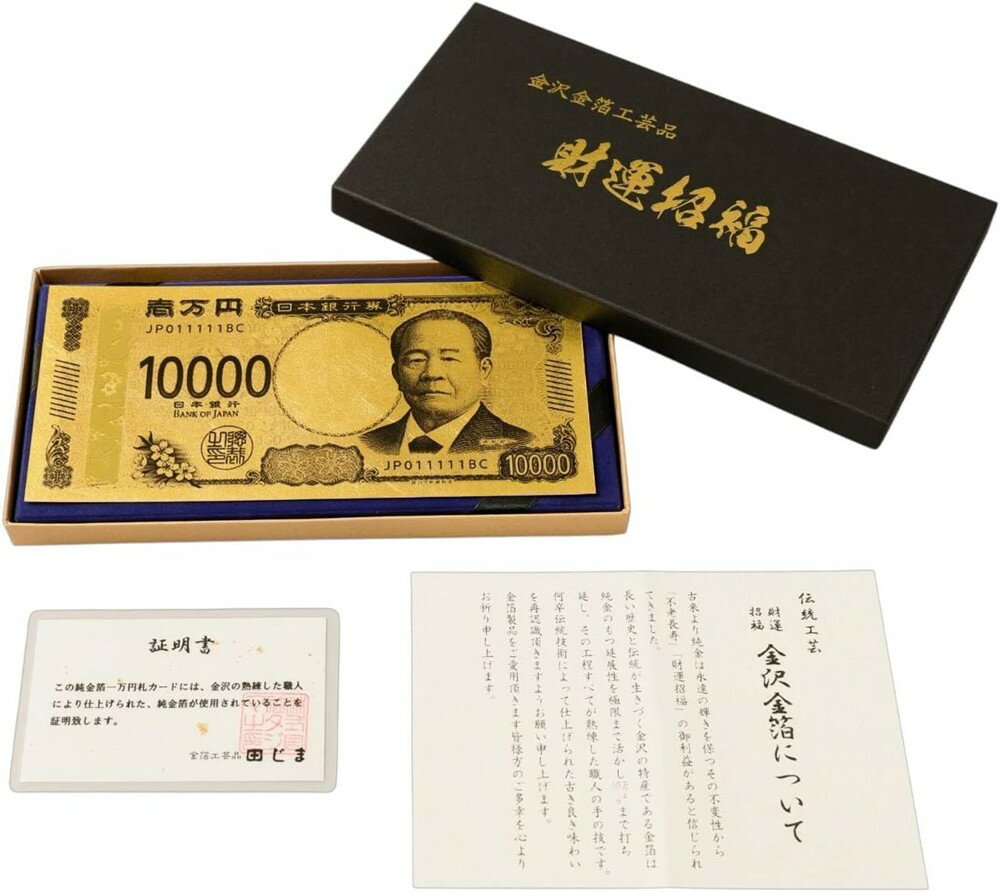 金沢金箔工芸品
財運招福
壱万円
日本銀行券
JP011111BC
10000
日本銀行
BANK OF JAPAN
JP011111BC
10000
証明書
この純金箔一万円札カードには、金沢の熟練した職人
により仕上げられた、純金箔が使用されていることを
証明致します。
金箔工芸品 田じま
伝統工芸
財運
招福
金沢金箔について
古来より純金は永遠の輝きを保つその不変性から
「不老長寿」「財運招福」の御利益があると信じられ
てきました。
長い歴史と伝統が生きづく金沢の特産である金箔は
純金のもつ延展性を極限まで活かし まで打ち
延し、その工程すべてが熟練した職人の手の技です。
何卒伝統技術によって仕上げられた古き良き味わい
を再認識頂きますようお願い申し上げます。
金箔製品をご愛用頂きます皆様方のご多幸を心より
お祈り申し上げます。